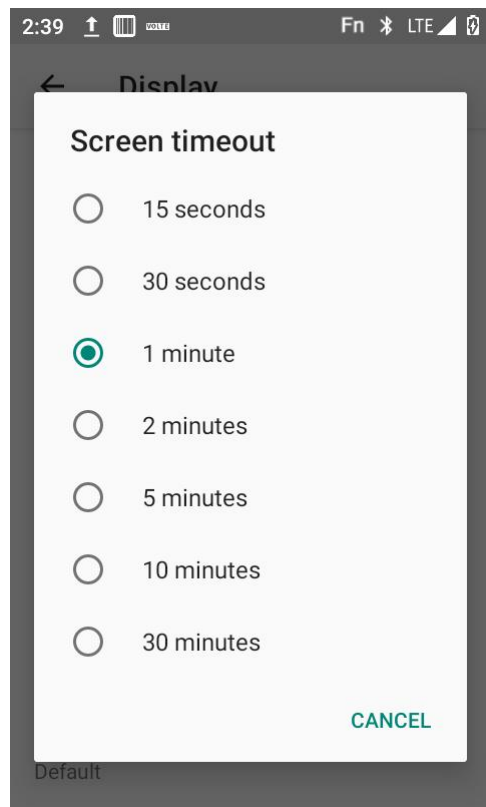 2:39 VOLTE Fn LTE
Display
Screen timeout
15 seconds
30 seconds
1 minute
2 minutes
5 minutes
10 minutes
30 minutes
CANCEL
Default